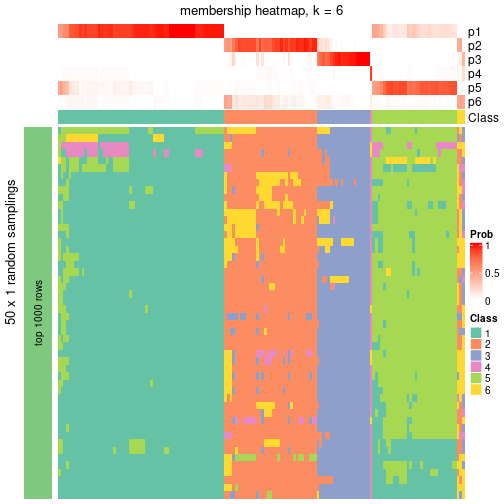 membership heatmap, k = 6
p1
p2
p3
p4
p5
p6
Class
50 x 1 random samplings
top 1000 rows
Prob
1
0.5
0
Class
1
2
3
4
5
6